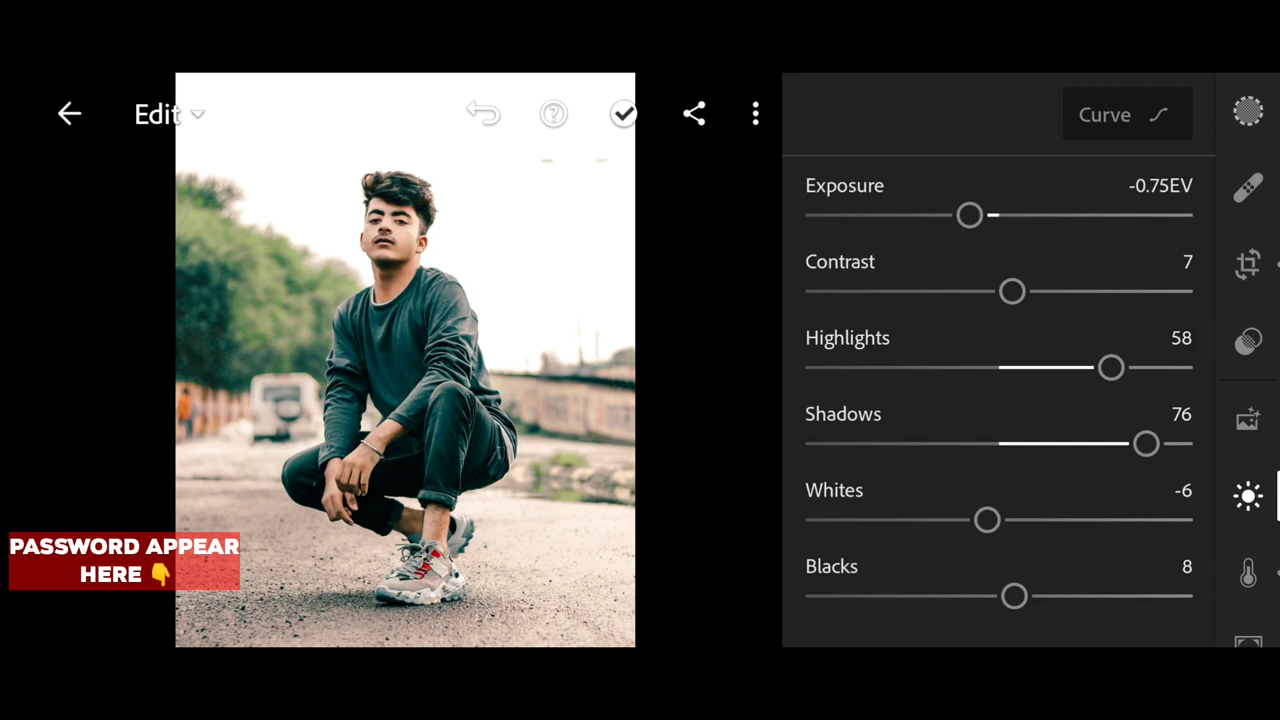 Edit
Curve
Exposure -0.75EV
Contrast 7
Highlights 58
Shadows 76
Whites -6
Blacks 8
PASSWORD APPEAR
HERE 👇